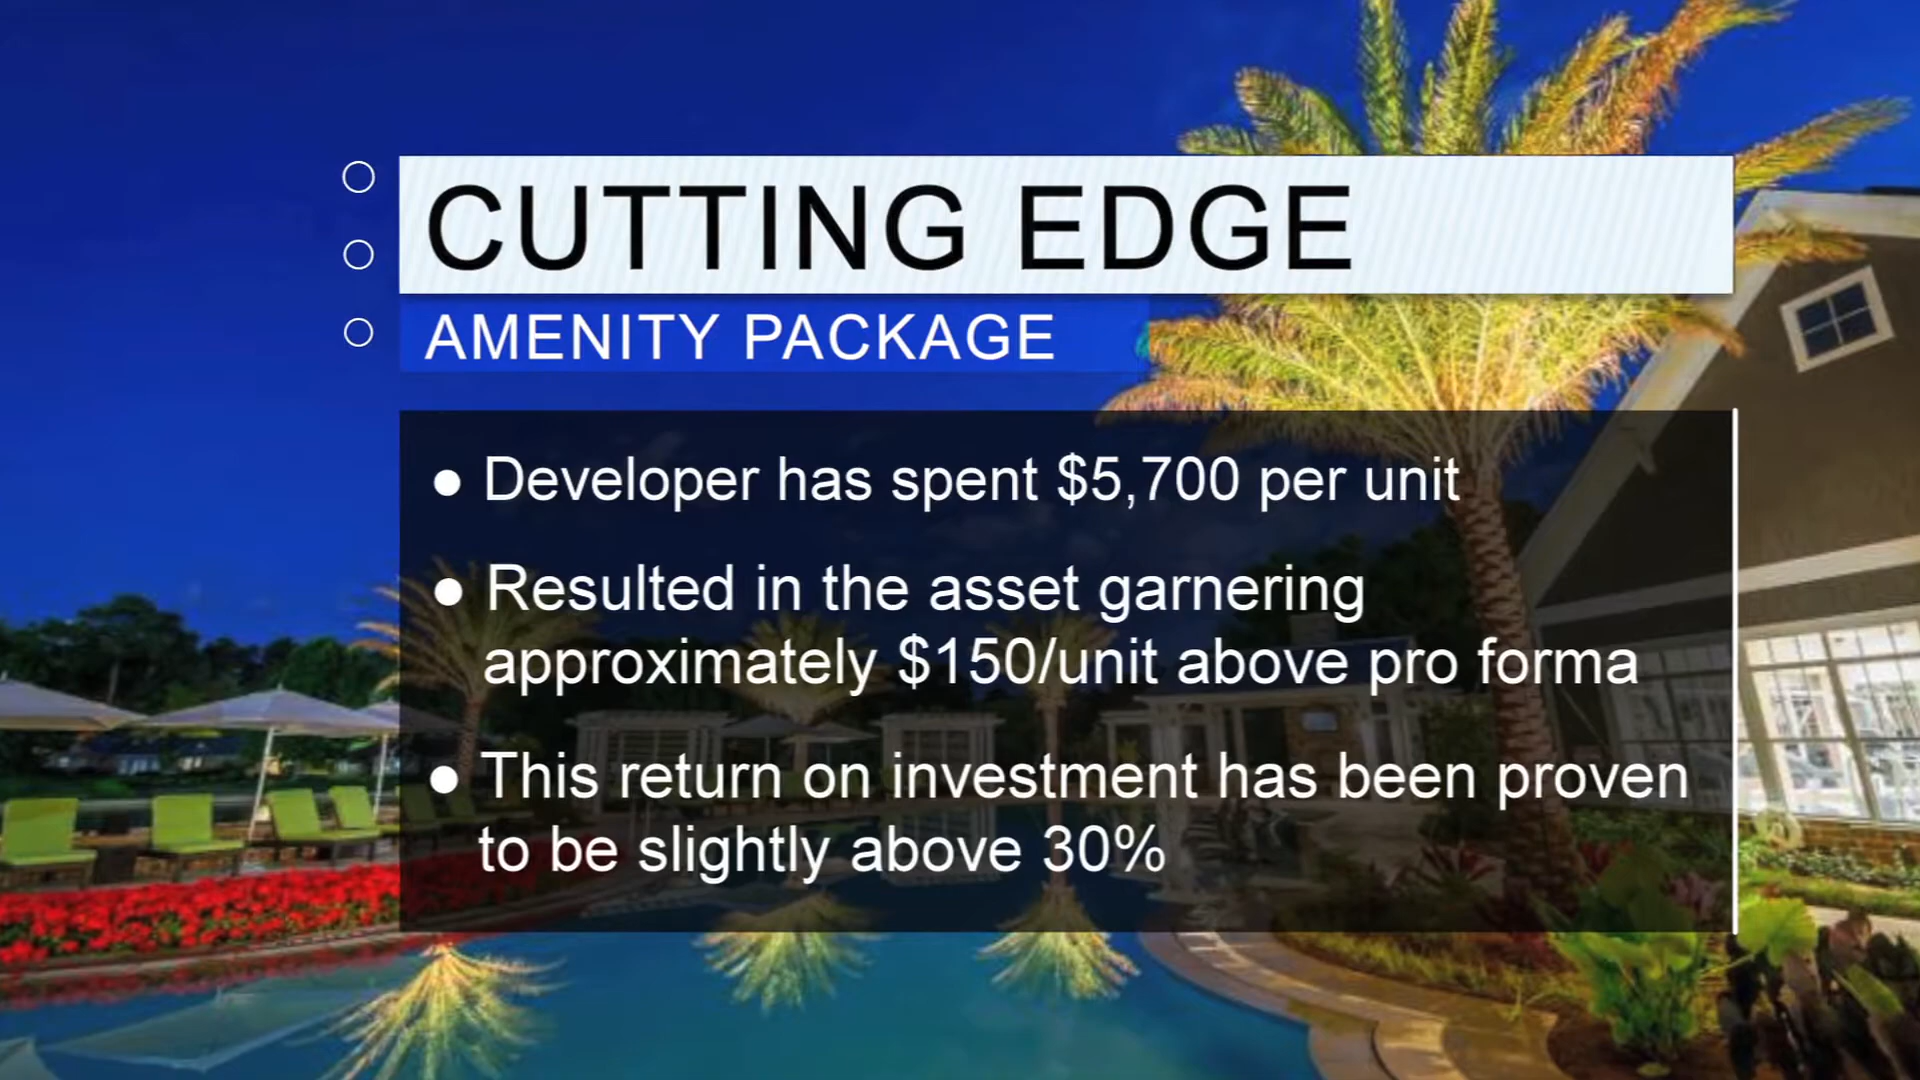 CUTTING EDGE
AMENITY PACKAGE
● Developer has spent $5,700 per unit
● Resulted in the asset garnering
approximately $150/unit above pro forma
● This return on investment has been proven
to be slightly above 30%